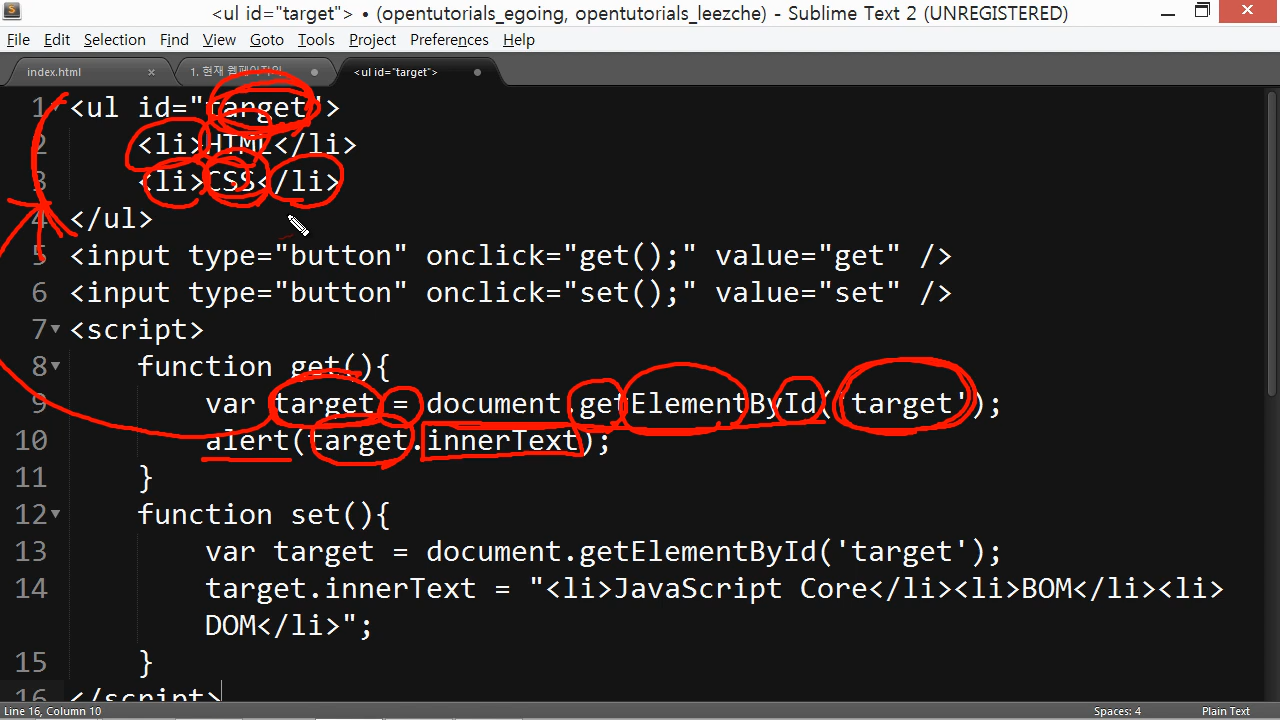 <ul id="target"> • (opentutorials_egoing, opentutorials_leezche) - Sublime Text 2 (UNREGISTERED)
File Edit Selection Find View Goto Tools Project Preferences Help
index.html 1. 현재 <ul id="target">
1 <ul id="target">
2 <li>HTML</li>
3 <li>CSS</li>
4 </ul>
5 <input type="button" onclick="get();" value="get" />
6 <input type="button" onclick="set();" value="set" />
7 <script>
8 function get(){
9 var target = document.getElementById('target');
10 alert(target.innerText);
11 }
12 function set(){
13 var target = document.getElementById('target');
14 target.innerText = "<li>JavaScript Core</li><li>BOM</li><li>
DOM</li>";
15 }
16 </script>
Line 16, Column 10 Spaces: 4 Plain Text